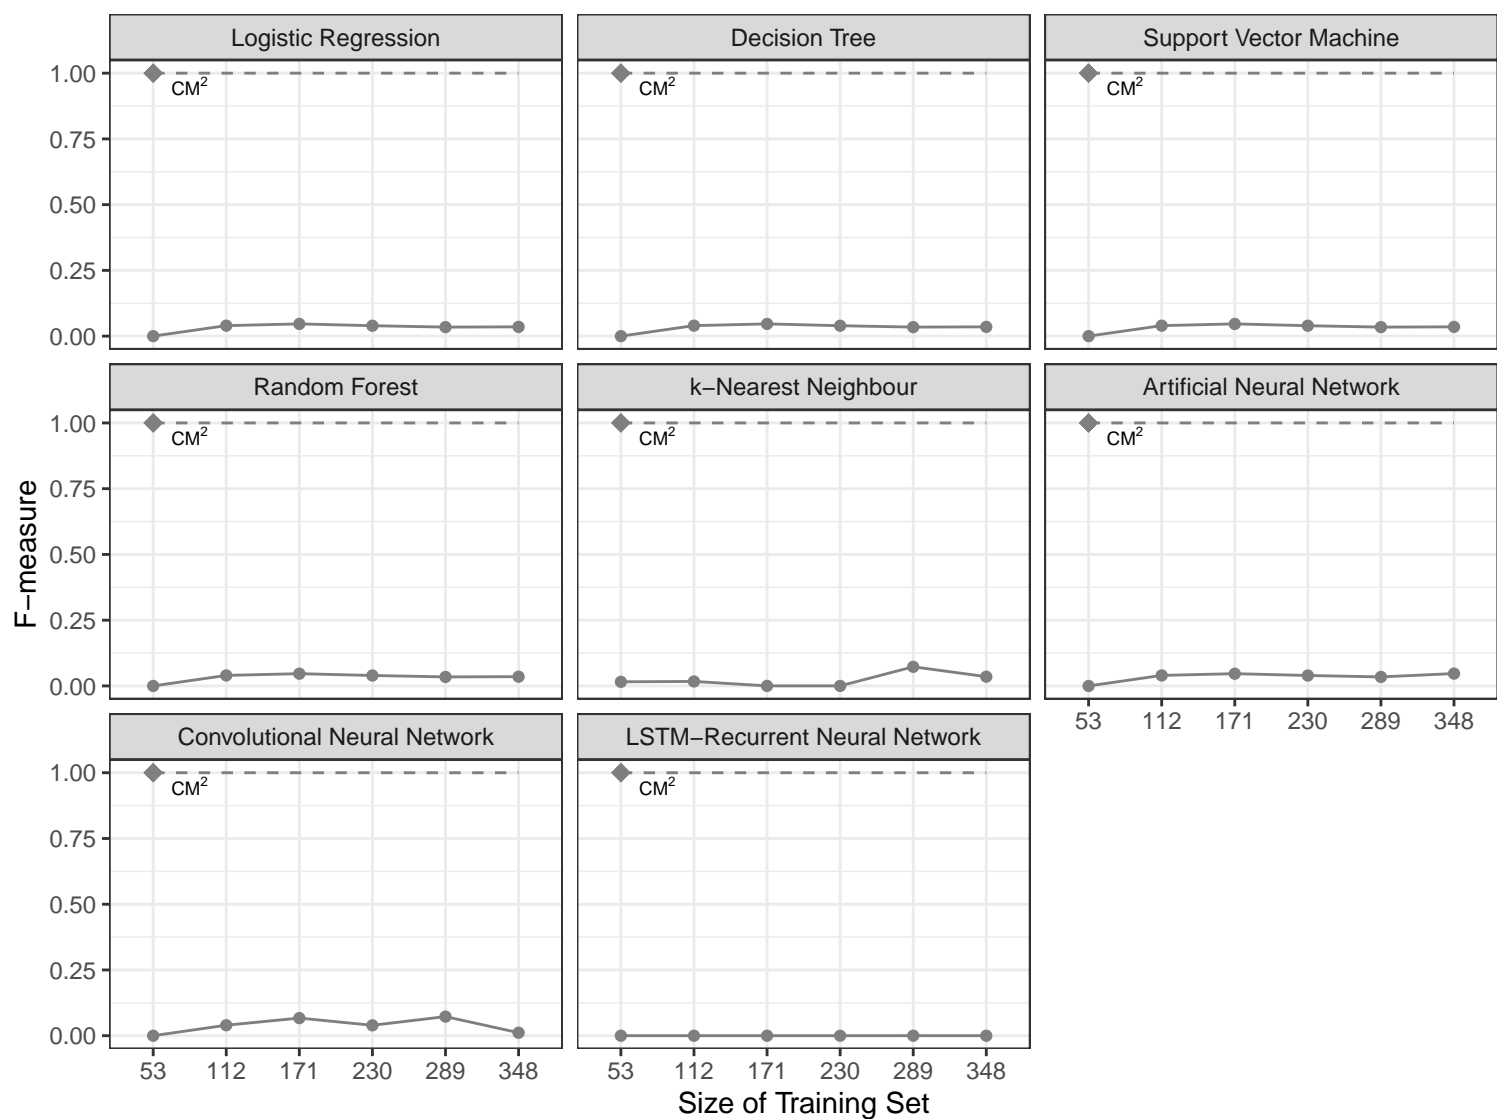 Logistic Regression
Decision Tree
Support Vector Machine
1.00
0.75
0.50
0.25
0.00
CM²
CM²
CM²
Random Forest
k−Nearest Neighbour
Artificial Neural Network
1.00
0.75
0.50
0.25
0.00
CM²
CM²
CM²
53 112 171 230 289 348
F−measure
Convolutional Neural Network
LSTM−Recurrent Neural Network
1.00
0.75
0.50
0.25
0.00
CM²
CM²
53 112 171 230 289 348
53 112 171 230 289 348
Size of Training Set